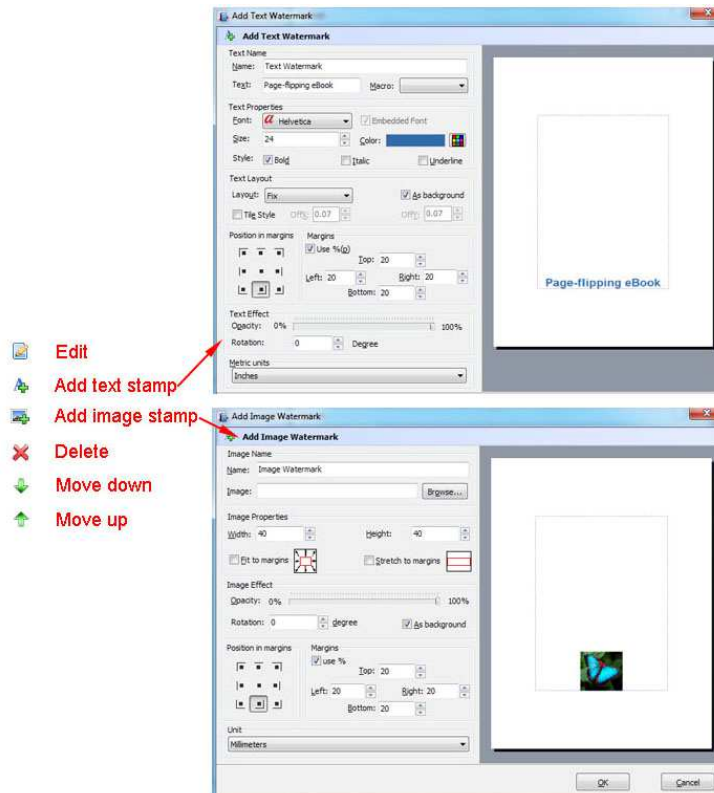 Add Text Watermark
Add Text Watermark
Text Name
Name: Text Watermark
Text: Page-flipping eBook Macro:
Text Properties
Font: a Helvetica Embedded Font
Size: 24 Color:
Style: Bold Italic Underline
Text Layout
Layout: Fix As background
Tile Style OffX: 0.07 OffY: 0.07
Position in margins Margins
Use %(p)
Top: 20
Left: 20 Right: 20
Bottom: 20
Text Effect
Opacity: 0% 100%
Rotation: 0 Degree
Metric units
Inches
Page-flipping eBook
Edit
Add text stamp
Add image stamp
Delete
Move down
Move up
Add Image Watermark
Add Image Watermark
Image Name
Name: Image Watermark
Image: Browse...
Image Properties
Width: 40 Height: 40
Fit to margins Stretch to margins
Image Effect
Opacity: 0% 100%
Rotation: 0 degree As background
Position in margins Margins
use %
Top: 20
Left: 20 Right: 20
Bottom: 20
Unit
Millimeters
OK Cancel